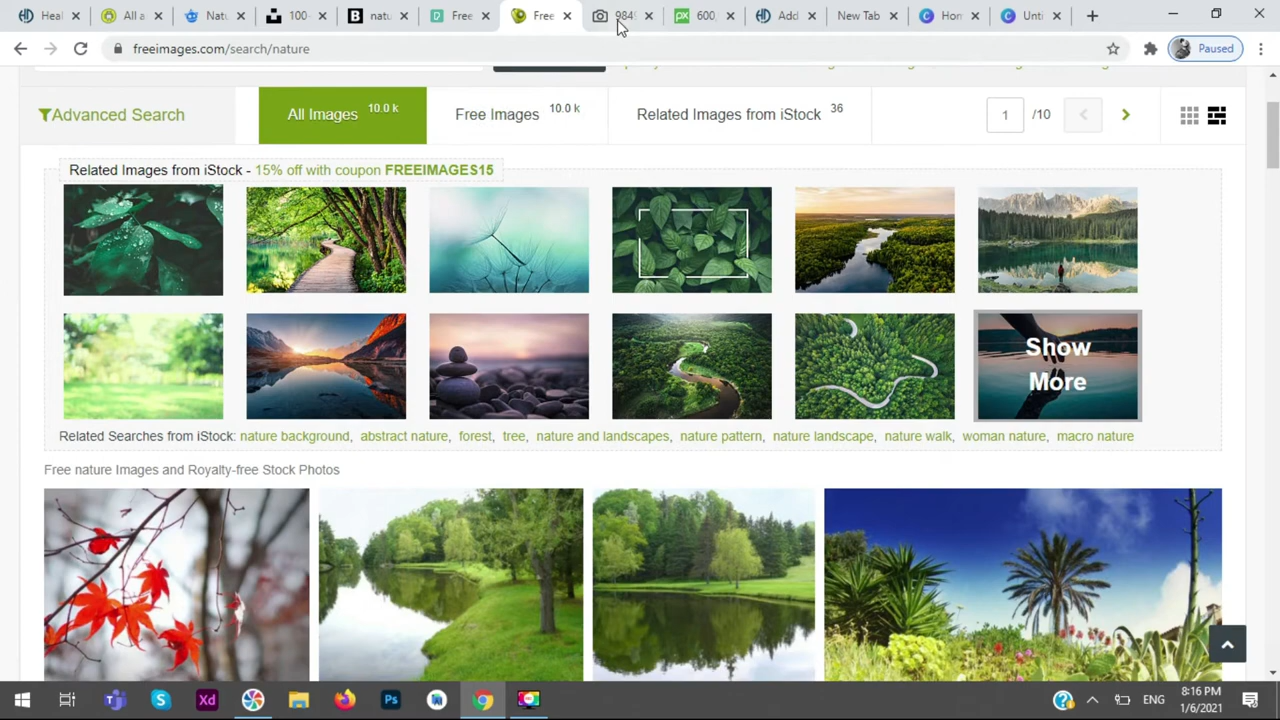 Heal
All a
Natu
100
natu
Free
Free
984
600,
Add
New Tab
Hom
Unti
freeimages.com/search/nature
Paused
Advanced Search
All Images 10.0 k
Free Images 10.0 k
Related Images from iStock 36
1 /10
Related Images from iStock - 15% off with coupon FREEIMAGES15
Show
More
Related Searches from iStock: nature background, abstract nature, forest, tree, nature and landscapes, nature pattern, nature landscape, nature walk, woman nature, macro nature
Free nature Images and Royalty-free Stock Photos
Xd
Ps
ENG
8:16 PM
1/6/2021